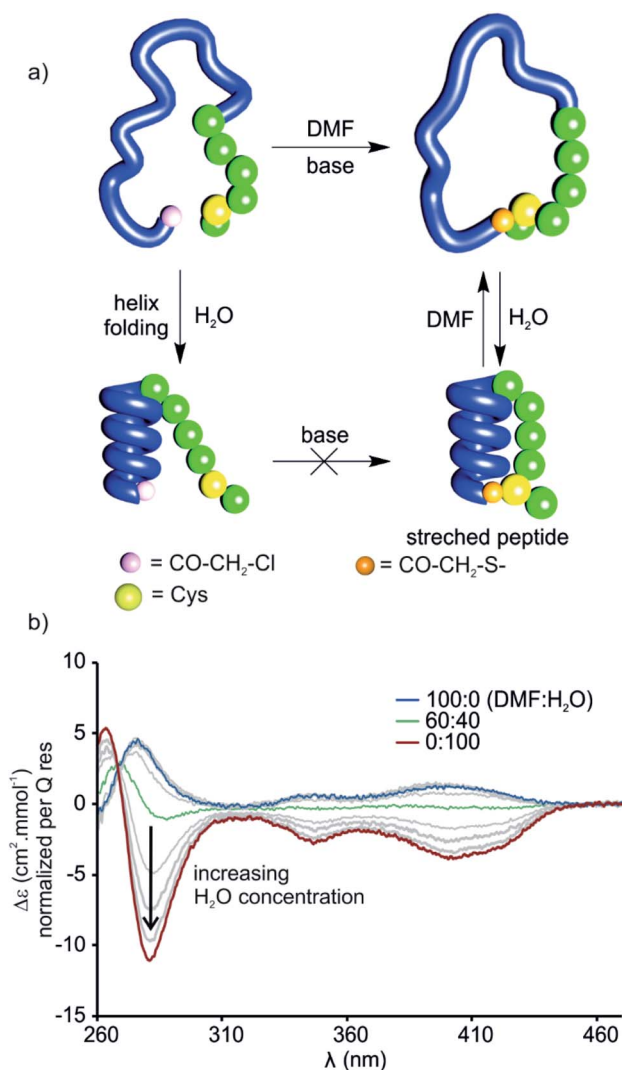 a)
DMF
base
helix
folding
H₂O
DMF
H₂O
base
streched peptide
= CO-CH₂-Cl
= CO-CH₂-S-
= Cys
b)
10
5
0
-5
-10
-15
Δε (cm².mmol⁻¹)
normalized per Q res
100:0 (DMF:H₂O)
60:40
0:100
increasing
H₂O concentration
260
310
360
410
460
λ (nm)